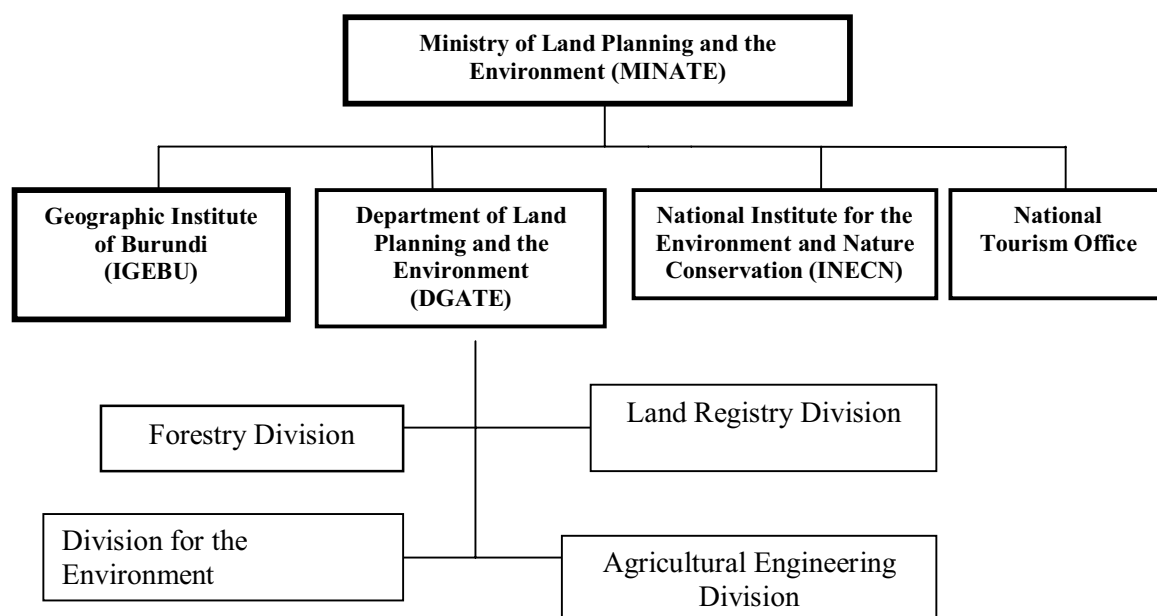 Ministry of Land Planning and the
Environment (MINATE)
Geographic Institute
of Burundi
(IGEBU)
Department of Land
Planning and the
Environment
(DGATE)
National Institute for the
Environment and Nature
Conservation (INECN)
National
Tourism Office
Forestry Division
Land Registry Division
Division for the
Environment
Agricultural Engineering
Division